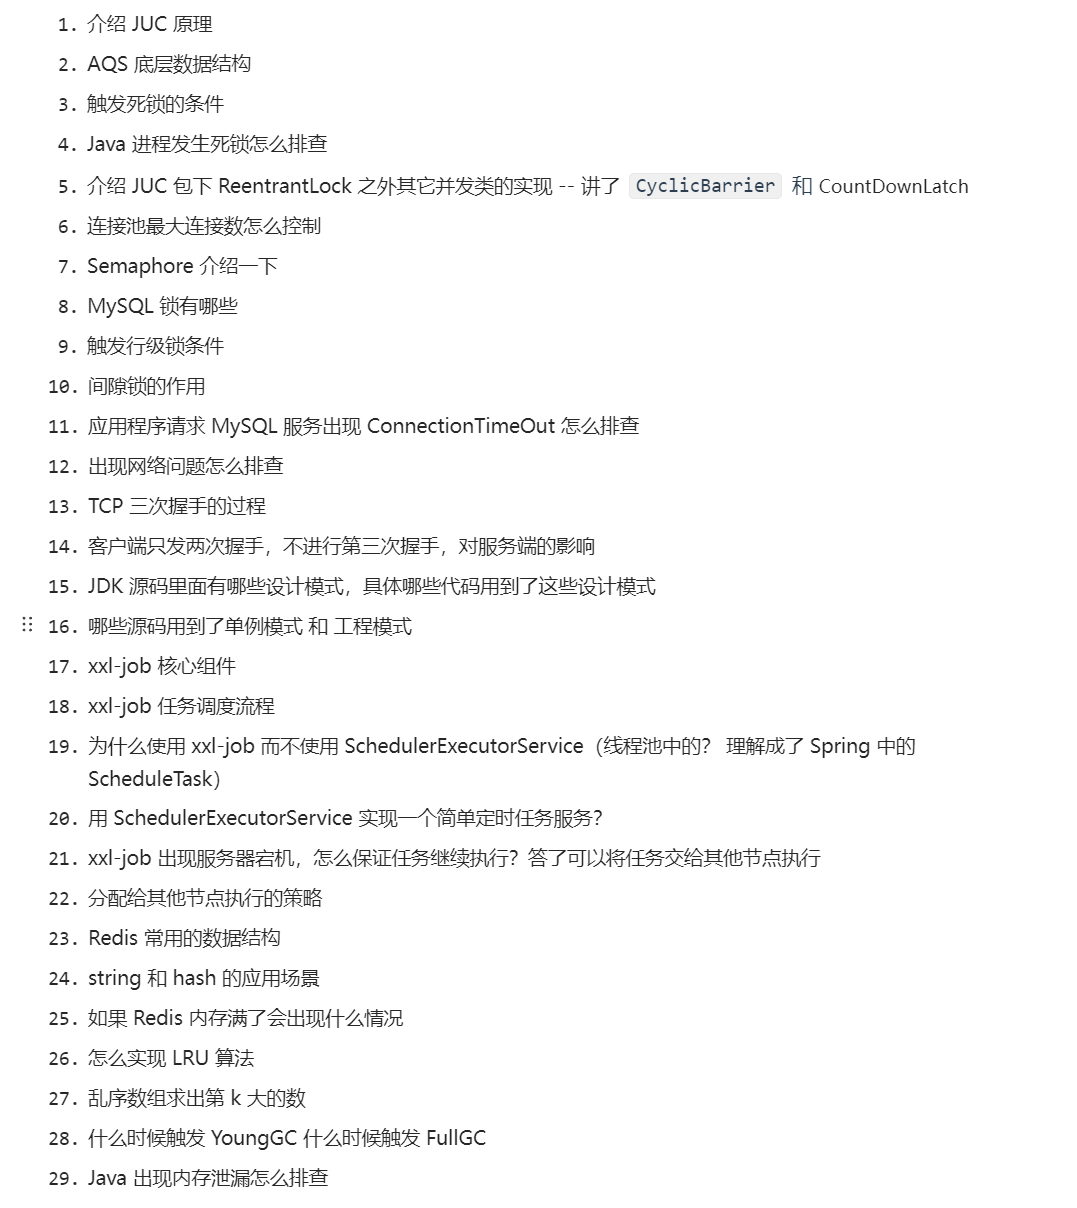 1. 介绍 JUC 原理
2. AQS 底层数据结构
3. 触发死锁的条件
4. Java 进程发生死锁怎么排查
5. 介绍 JUC 包下 ReentrantLock 之外其它并发类的实现 -- 讲了 CyclicBarrier 和 CountDownLatch
6. 连接池最大连接数怎么控制
7. Semaphore 介绍一下
8. MySQL 锁有哪些
9. 触发行级锁条件
10. 间隙锁的作用
11. 应用程序请求 MySQL 服务出现 ConnectionTimeOut 怎么排查
12. 出现网络问题怎么排查
13. TCP 三次握手的过程
14. 客户端只发两次握手，不进行第三次握手，对服务端的影响
15. JDK 源码里面有哪些设计模式，具体哪些代码用到了这些设计模式
16. 哪些源码用到了单例模式 和 工程模式
17. xxl-job 核心组件
18. xxl-job 任务调度流程
19. 为什么使用 xxl-job 而不使用 SchedulerExecutorService（线程池中的？ 理解成了 Spring 中的
ScheduleTask）
20. 用 SchedulerExecutorService 实现一个简单定时任务服务？
21. xxl-job 出现服务器宕机，怎么保证任务继续执行？答了可以将任务交给其他节点执行
22. 分配给其他节点执行的策略
23. Redis 常用的数据结构
24. string 和 hash 的应用场景
25. 如果 Redis 内存满了会出现什么情况
26. 怎么实现 LRU 算法
27. 乱序数组求出第 k 大的数
28. 什么时候触发 YoungGC 什么时候触发 FullGC
29. Java 出现内存泄漏怎么排查